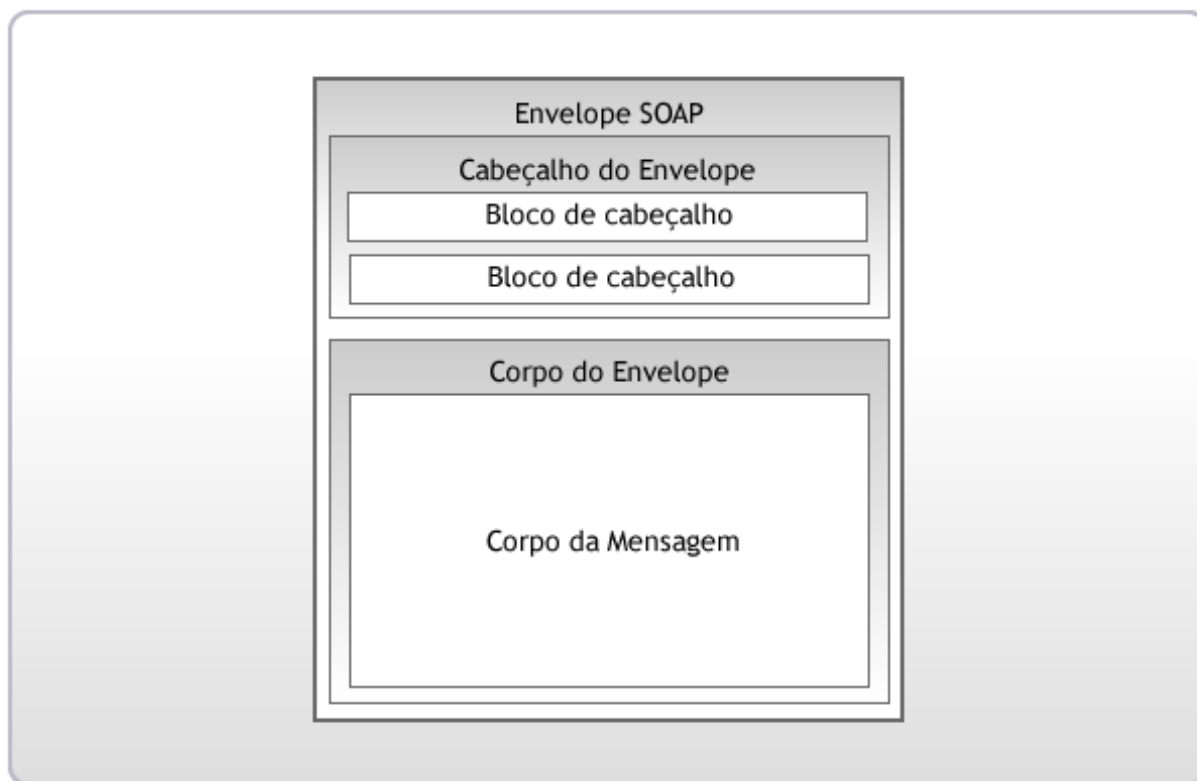 Envelope SOAP
Cabeçalho do Envelope
Bloco de cabeçalho
Bloco de cabeçalho
Corpo do Envelope
Corpo da Mensagem